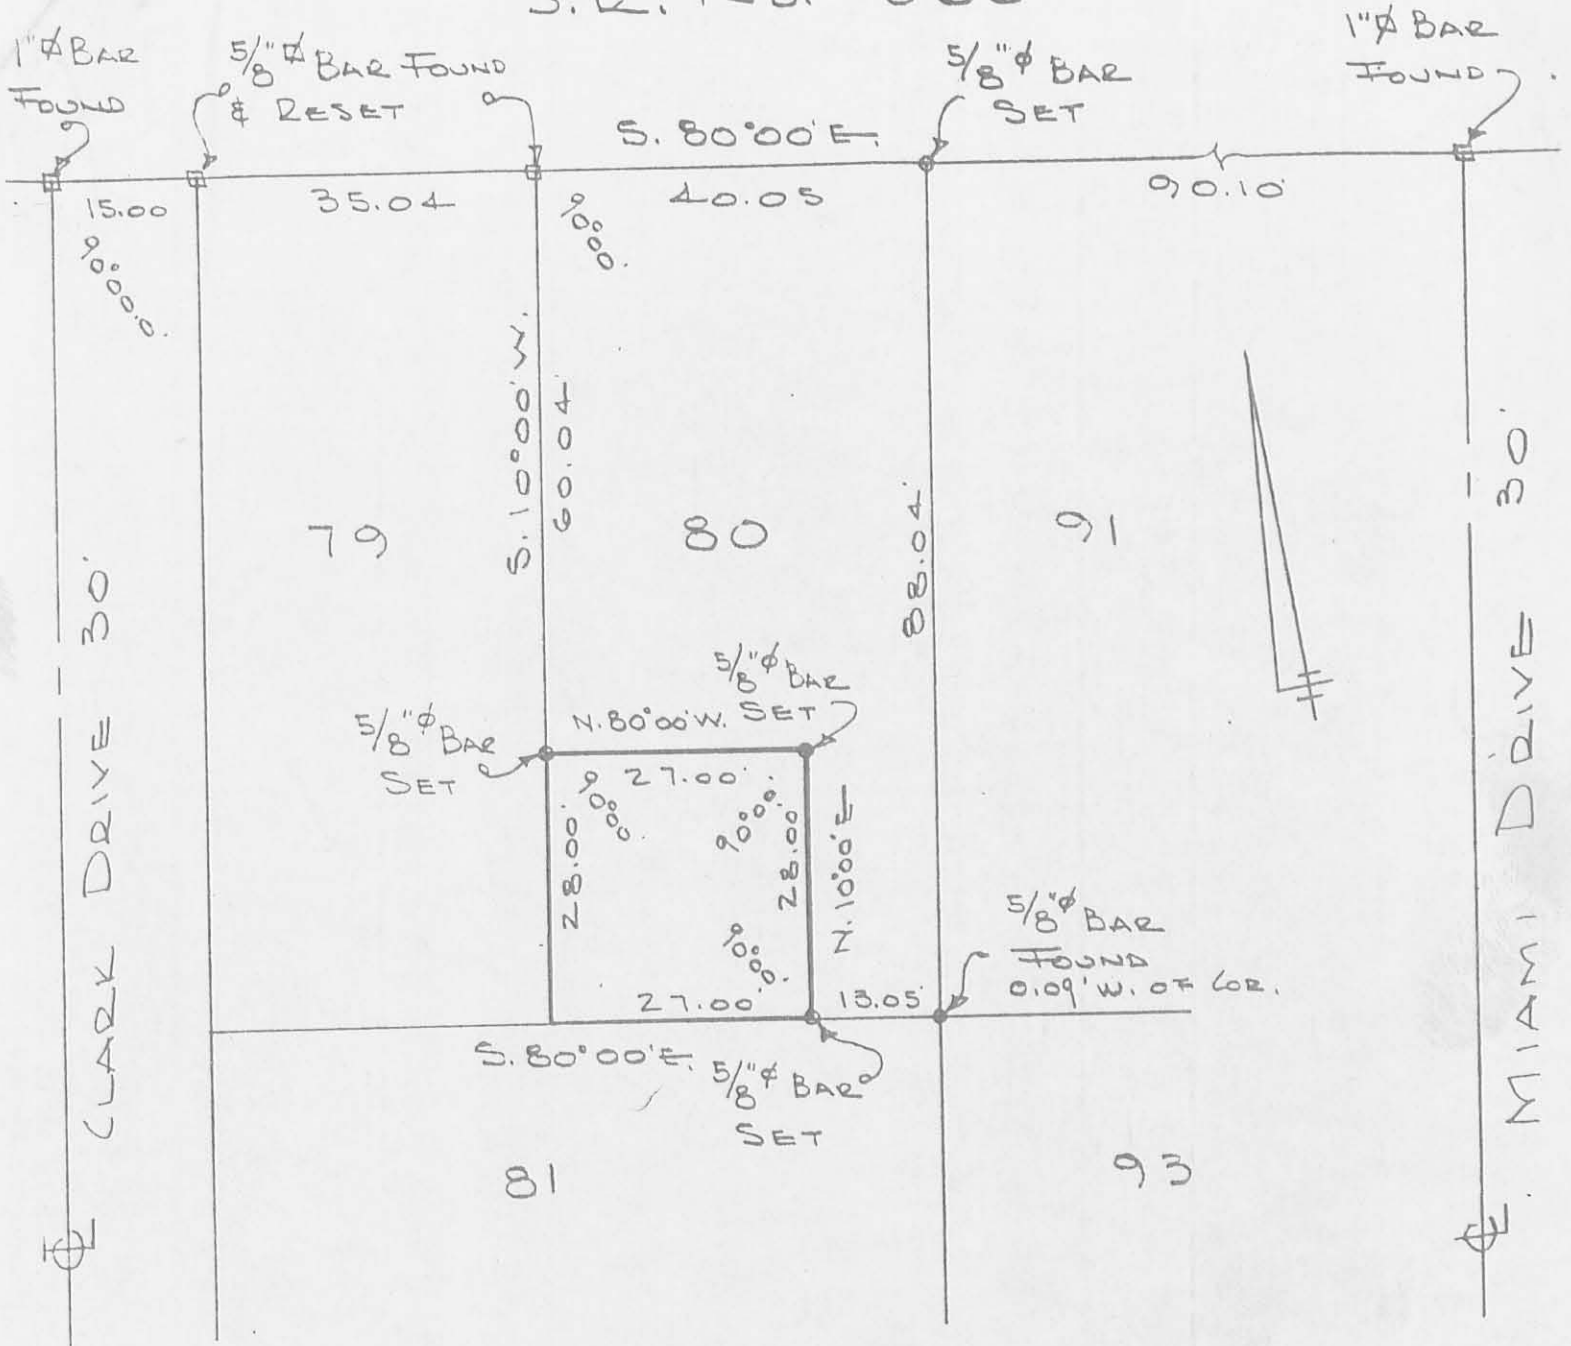 1"⌀ BAR
FOUND
5/8"⌀ BAR FOUND
& RESET
5/8"⌀ BAR
SET
1"⌀ BAR
FOUND
S. 80°00'E.
15.00
35.04
40.05
90.10'
90°00'.
90°00'.
S. 10°00'W.
60.04'
88.04'
79
80
91
CLARK DRIVE 30'
MIAMI DRIVE 30'
5/8"⌀ BAR
SET
5/8"⌀ BAR
SET
N. 80°00'W.
27.00'
90°00'.
90°00'.
28.00'
28.00
N. 10°00'E
90°00'.
5/8"⌀ BAR
FOUND
0.09' W. OF COR.
27.00'
13.05'
S. 80°00'E.
5/8"⌀ BAR
SET
81
93
℄
℄